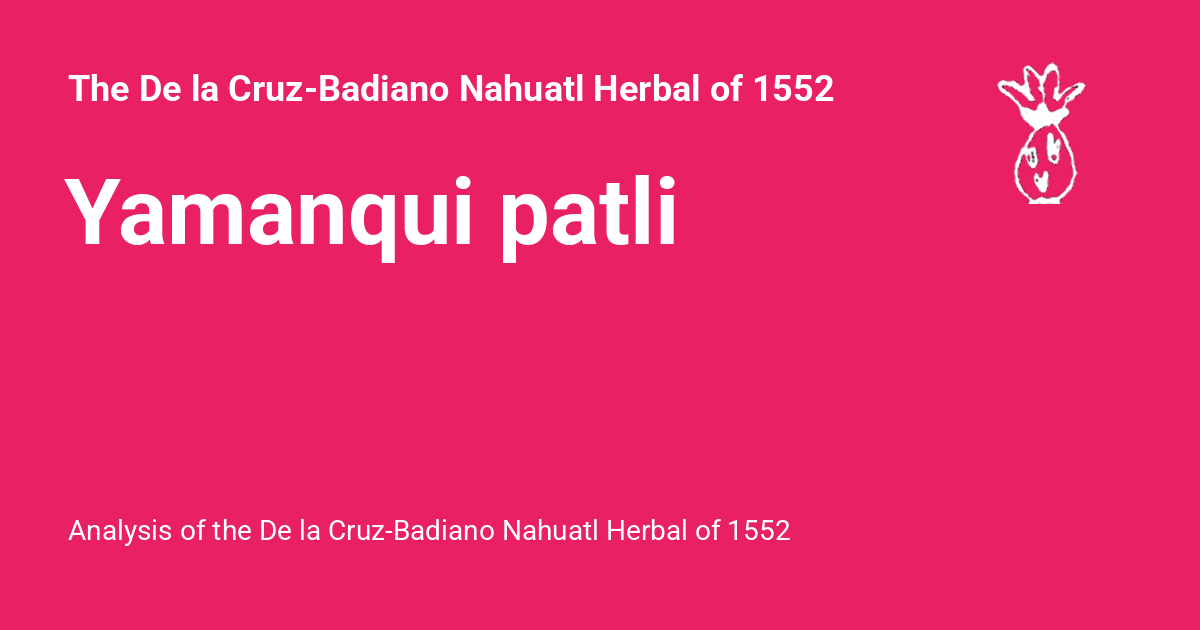 The De la Cruz-Badiano Nahuatl Herbal of 1552
Yamanqui patli
Analysis of the De la Cruz-Badiano Nahuatl Herbal of 1552